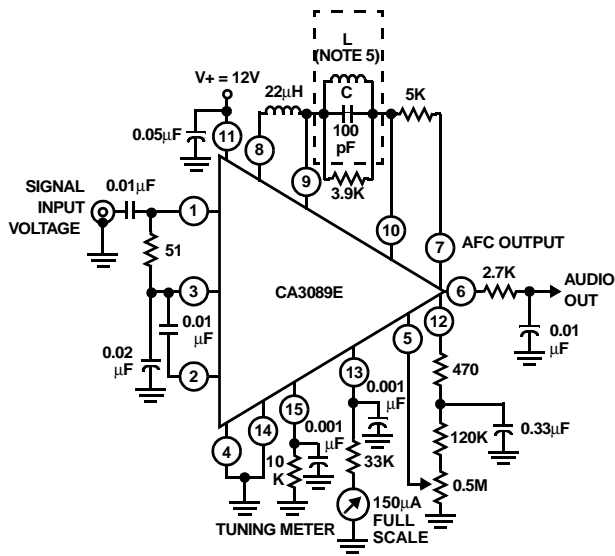 L
(NOTE 5)
V+ = 12V
22µH
C
100
pF
5K
0.05µF
11
8
9
3.9K
10
7
AFC OUTPUT
SIGNAL
INPUT
VOLTAGE
0.01µF
1
51
3
CA3089E
6
2.7K
AUDIO
OUT
12
0.01
µF
0.02
µF
0.01
µF
2
5
470
13
0.001
µF
15
0.001
µF
4
14
10
K
33K
120K
0.33µF
0.5M
TUNING METER
150µA
FULL
SCALE